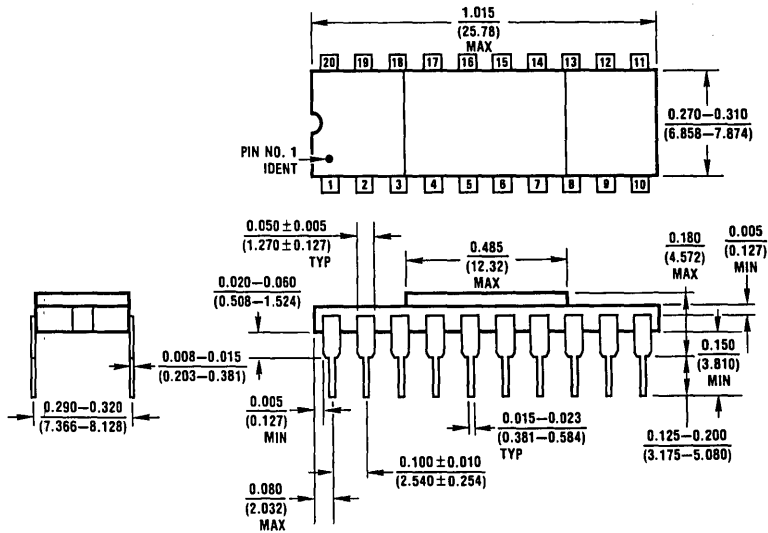 1.015
(25.78)
MAX
20 19 18 17 16 15 14 13 12 11
0.270–0.310
(6.858–7.874)
PIN NO. 1
IDENT
1 2 3 4 5 6 7 8 9 10
0.050 ± 0.005
(1.270 ± 0.127)
TYP
0.485
(12.32)
MAX
0.180
(4.572)
MAX
0.005
(0.127)
MIN
0.020–0.060
(0.508–1.524)
0.008–0.015
(0.203–0.381)
0.150
(3.810)
MIN
0.290–0.320
(7.366–8.128)
0.005
(0.127)
MIN
0.015–0.023
(0.381–0.584)
TYP
0.125–0.200
(3.175–5.080)
0.100 ± 0.010
(2.540 ± 0.254)
0.080
(2.032)
MAX